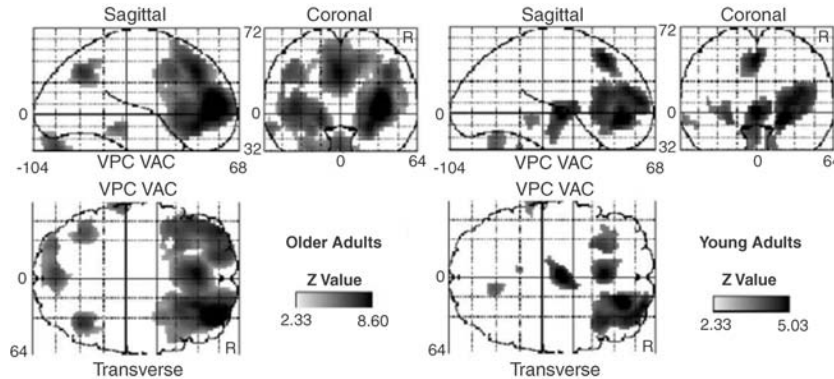 Sagittal Coronal Sagittal Coronal
72 R 72 R
0 0 0 0
32 32
-104 VPC VAC 68 0 64 -104 VPC VAC 68 0 64
VPC VAC VPC VAC
Older Adults Young Adults
0 Z Value 0 Z Value
2.33 8.60 2.33 5.03
64 R 64 R
Transverse Transverse